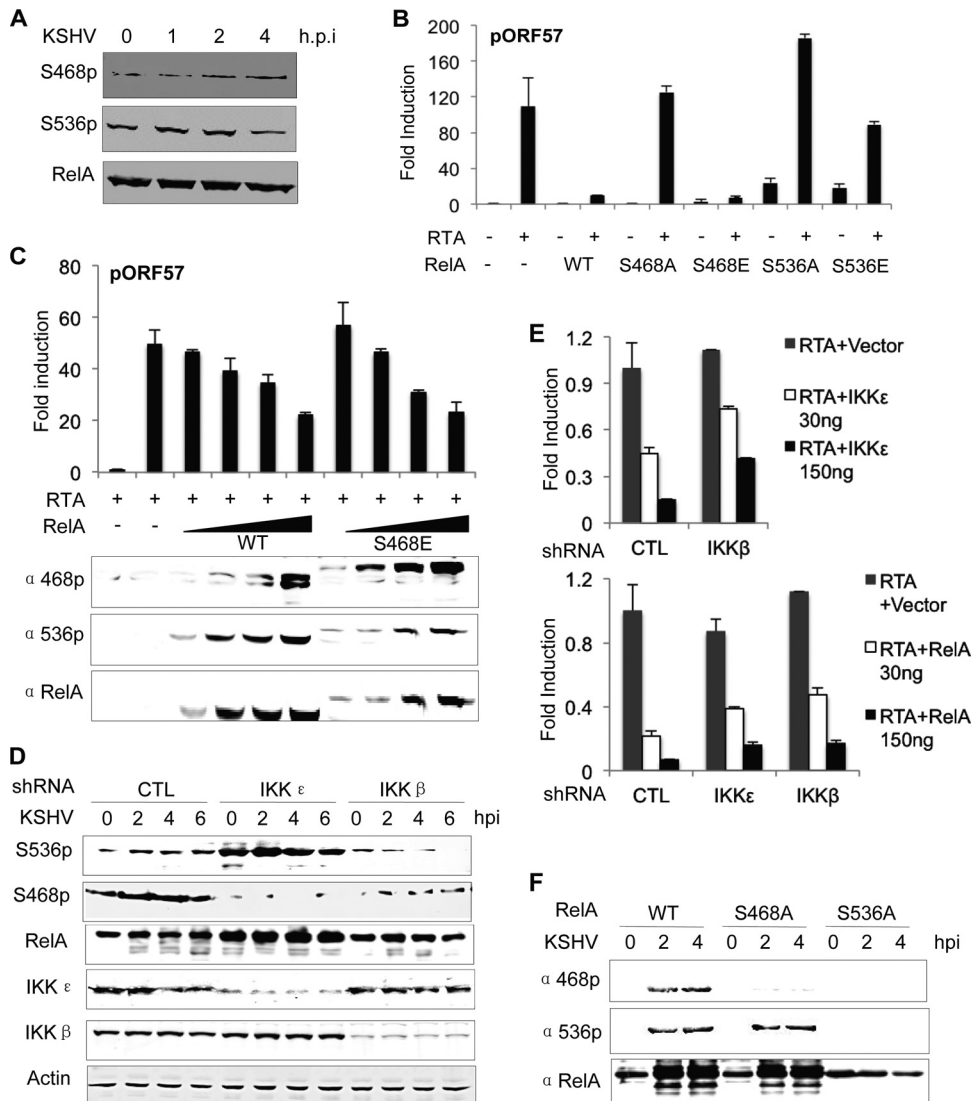 A
KSHV 0 1 2 4 h.p.i
S468p
S536p
RelA
B
pORF57
Fold Induction
200
160
120
80
40
0
RTA - + - + - + - + - + - +
RelA - - WT S468A S468E S536A S536E
C
pORF57
Fold induction
80
60
40
20
0
RTA + + + + + + + + + +
RelA - - WT S468E
α 468p
α 536p
α RelA
D
shRNA CTL IKK ε IKK β
KSHV 0 2 4 6 0 2 4 6 0 2 4 6 hpi
S536p
S468p
RelA
IKK ε
IKK β
Actin
E
Fold Induction
1.2
0.9
0.6
0.3
0
RTA+Vector
RTA+IKKε
30ng
RTA+IKKε
150ng
shRNA CTL IKKβ
Fold Induction
1.2
0.8
0.4
0
RTA
+Vector
RTA+RelA
30ng
RTA+RelA
150ng
shRNA CTL IKKε IKKβ
F
RelA WT S468A S536A
KSHV 0 2 4 0 2 4 0 2 4 hpi
α 468p
α 536p
α RelA